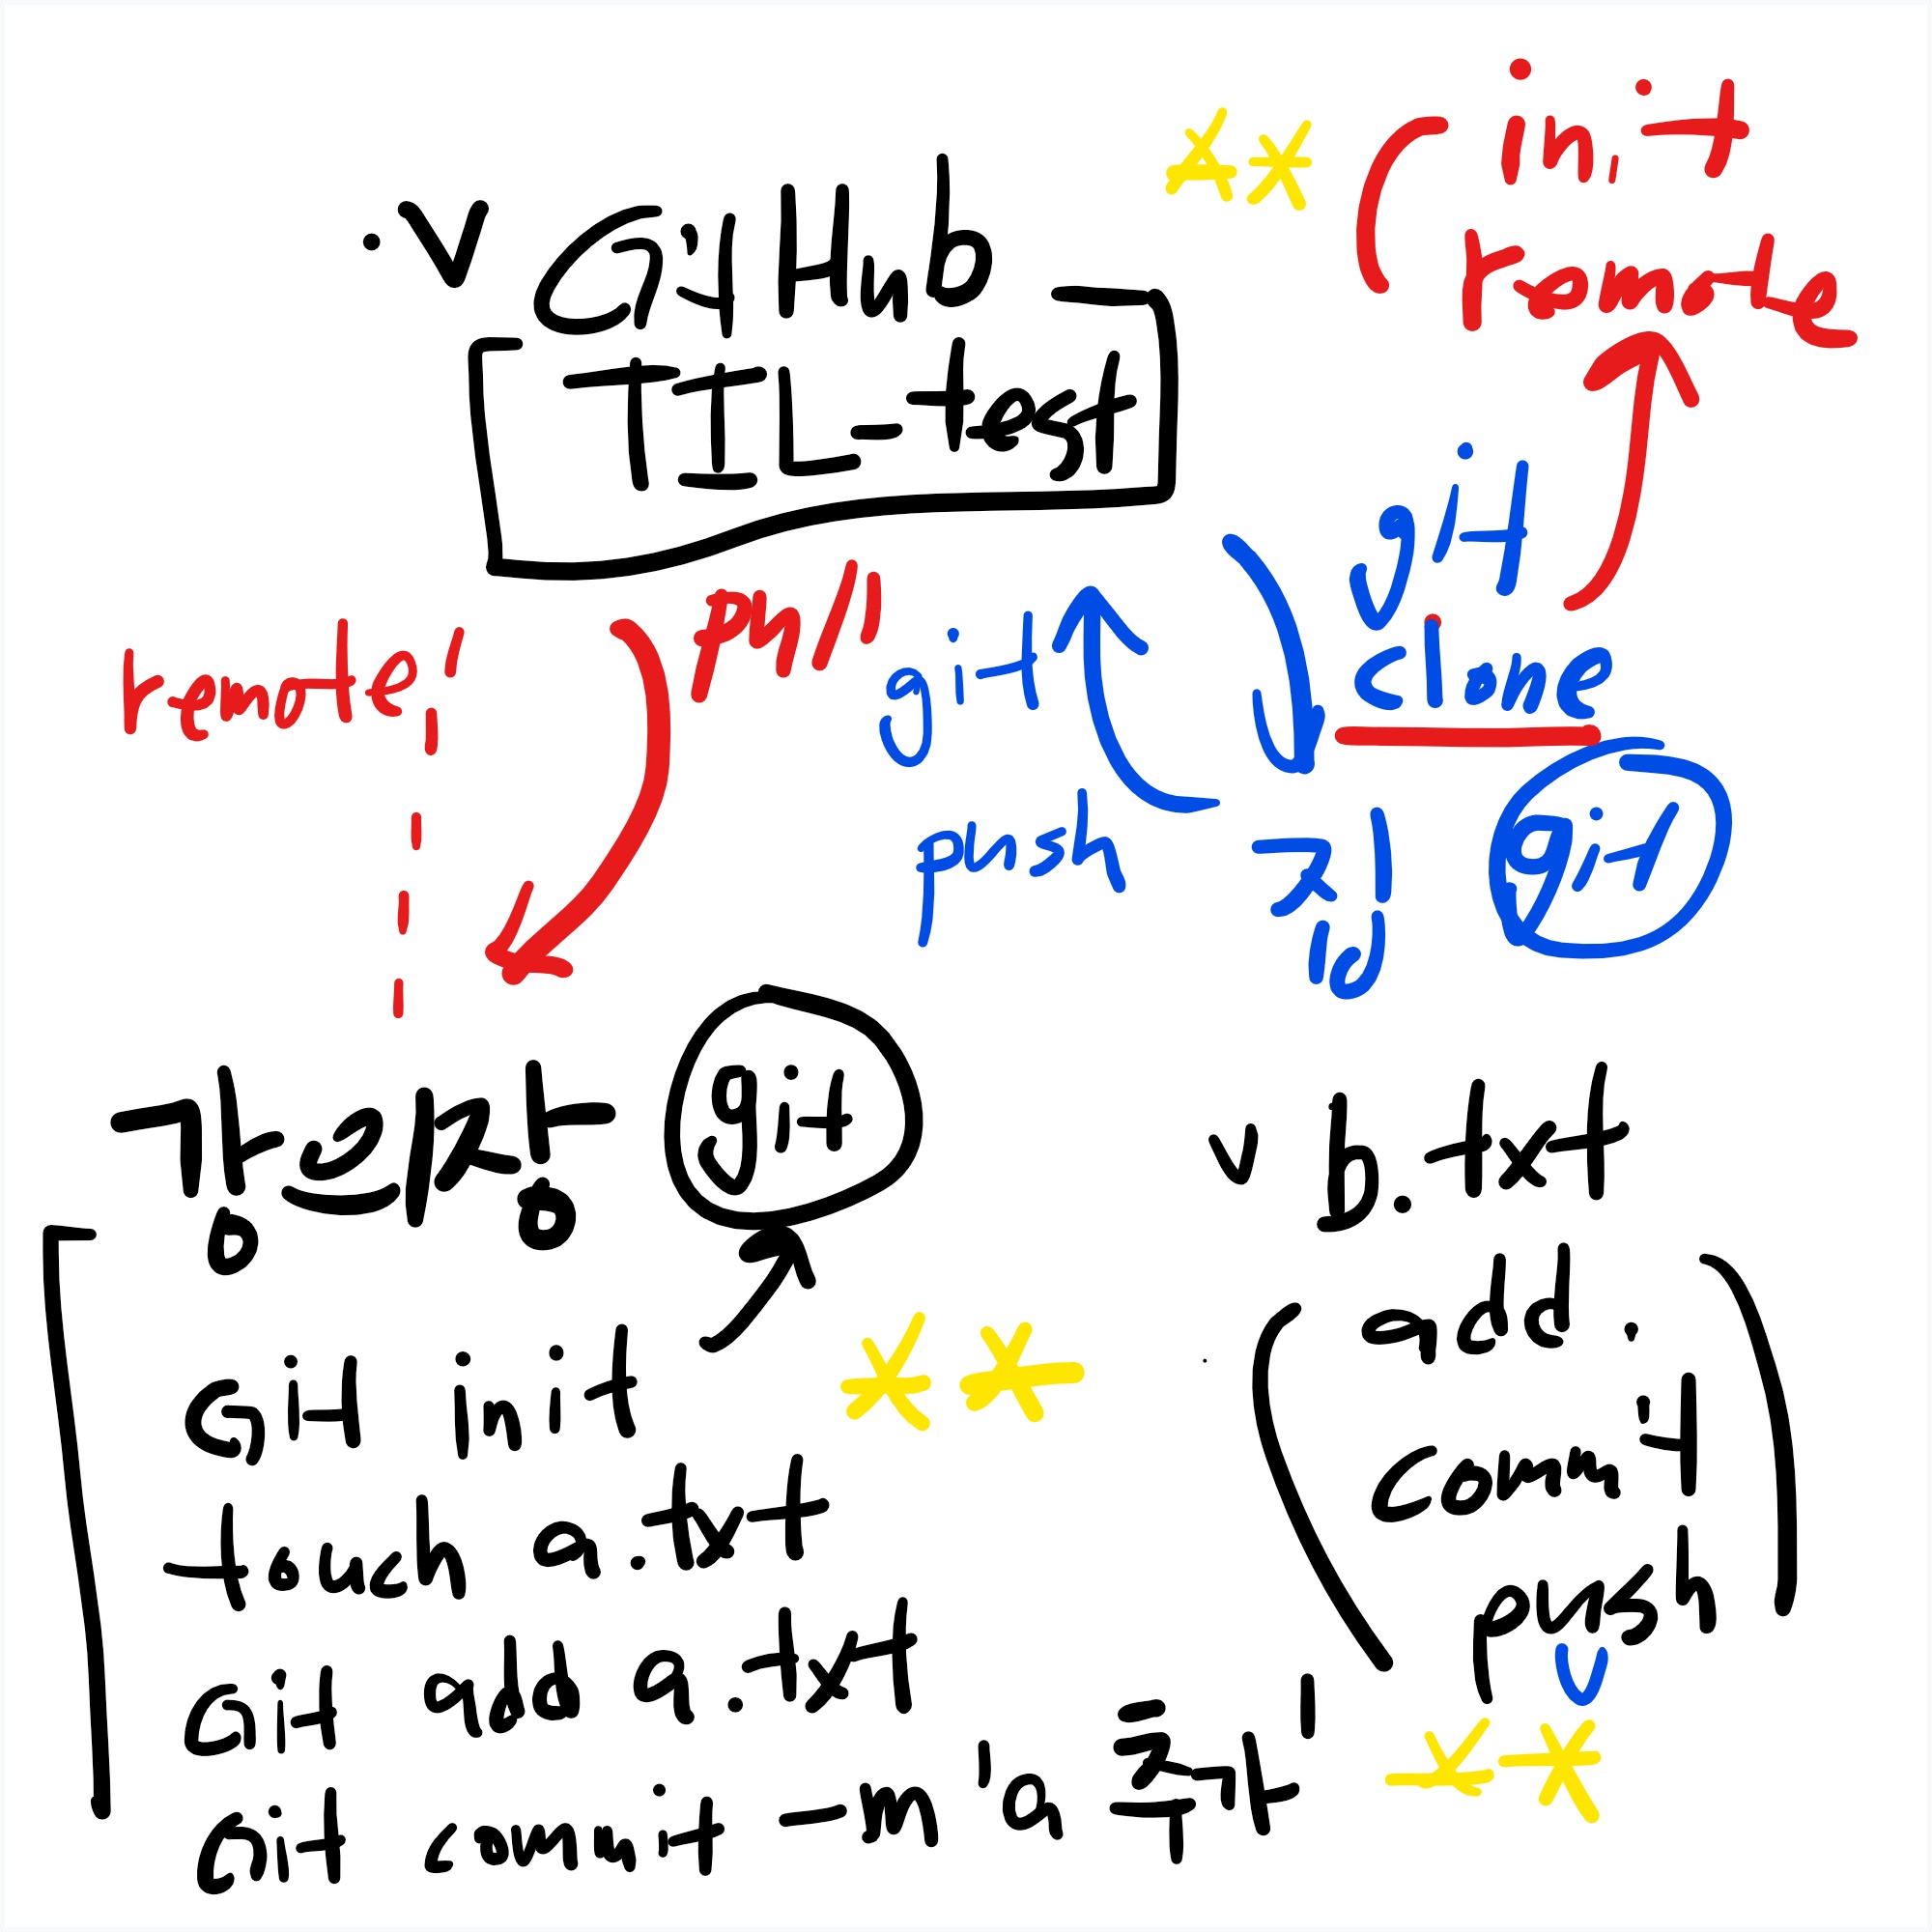 init
remote
V GitHub
TIL-test
git
clone
remote
pull
git
push
집
git
강의장 git
v b.txt
Git init
touch a.txt
Git add a.txt
Git commit -m 'a 추가'
add .
commit
push